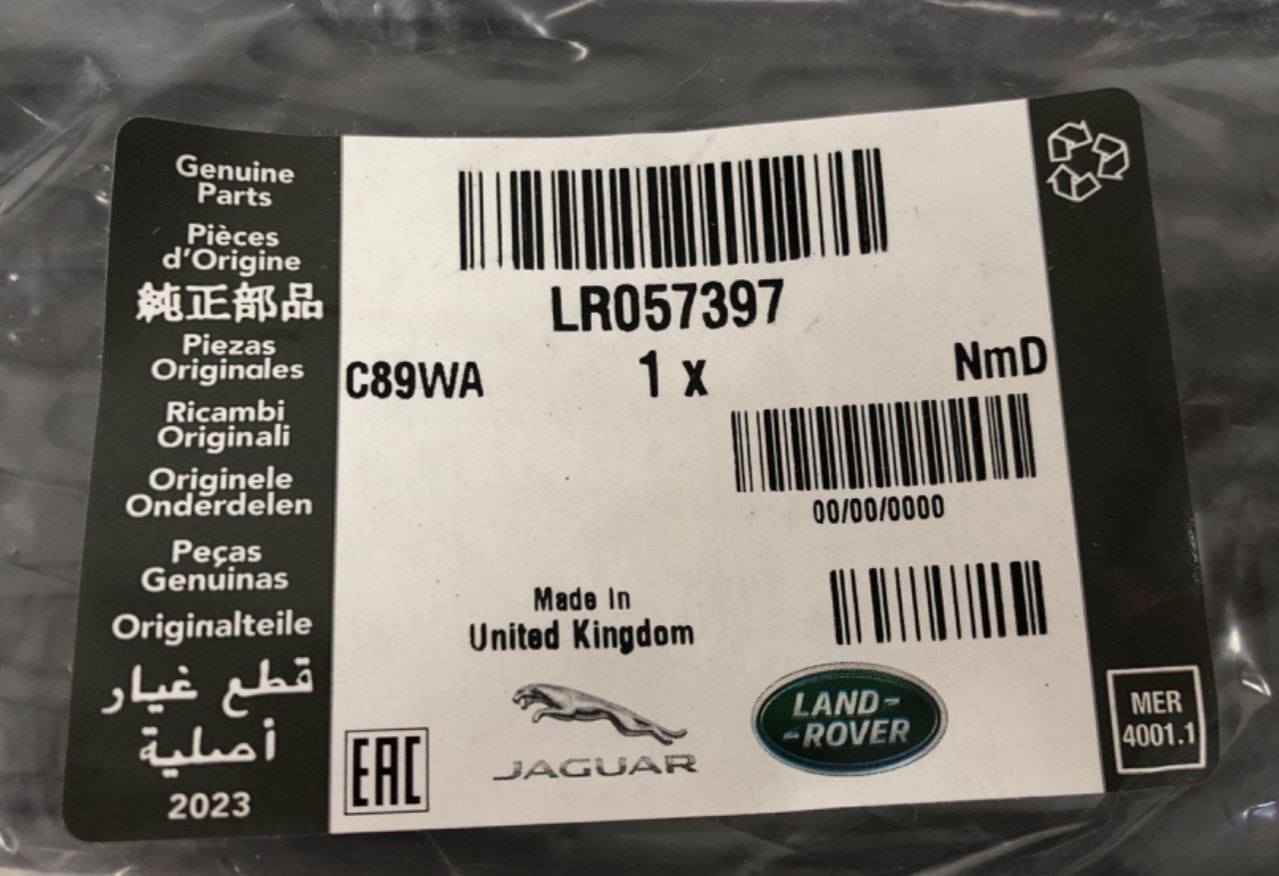 Genuine
Parts
Pièces
d'Origine
純正部品
Piezas
Originales
Ricambi
Originali
Originele
Onderdelen
Peças
Genuinas
Originalteile
قطع غيار
أصلية
2023
LR057397
C89WA 1 x NmD
00/00/0000
Made In
United Kingdom
EAC
JAGUAR
LAND-
-ROVER
MER
4001.1